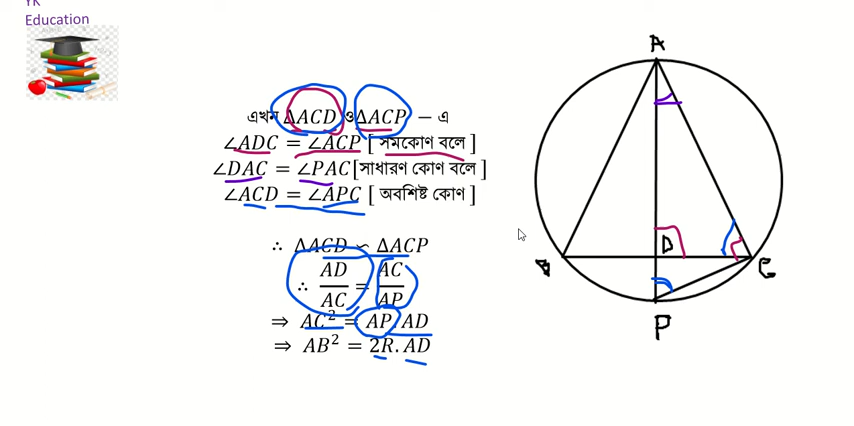 YK
Education
এখন ΔACD ও ΔACP − এ
∠ADC = ∠ACP [ সমকোণ বলে ]
∠DAC = ∠PAC[সাধারণ কোণ বলে]
∠ACD = ∠APC [ অবশিষ্ট কোণ ]
∴ ΔACD ∽ ΔACP
∴ AD/AC = AC/AP
⇒ AC² = AP. AD
⇒ AB² = 2R. AD
A
B D C
P